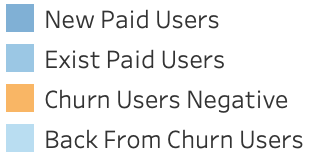 New Paid Users
Exist Paid Users
Churn Users Negative
Back From Churn Users